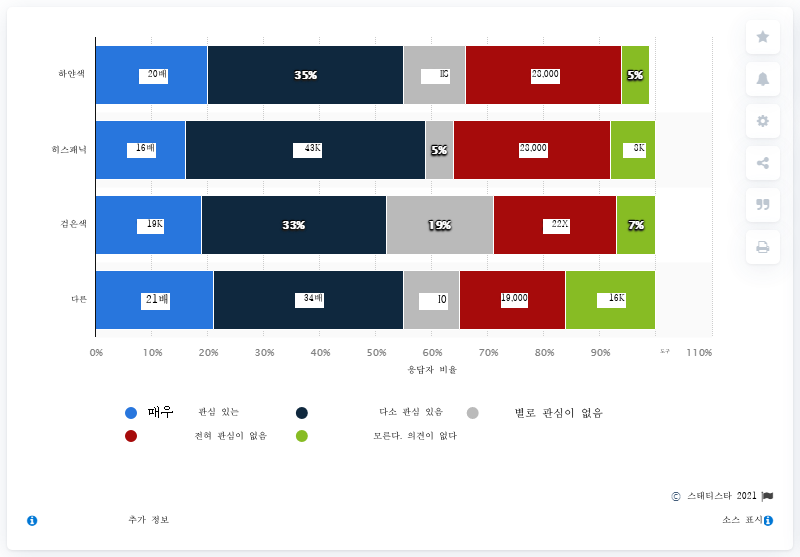 하얀색 20배 35% 11S 28,000 5%
히스패닉 16배 43K 5% 28,000 8K
검은색 19K 33% 19% 22X 7%
다른 21배 34배 10 19,000 16K
0% 10% 20% 30% 40% 50% 60% 70% 80% 90% 도구 110%
응답자 비율
매우 관심 있는 다소 관심 있음 별로 관심이 없음
전혀 관심이 없음 모른다. 의견이 없다
© 스태티스타 2021
추가 정보 소스 표시